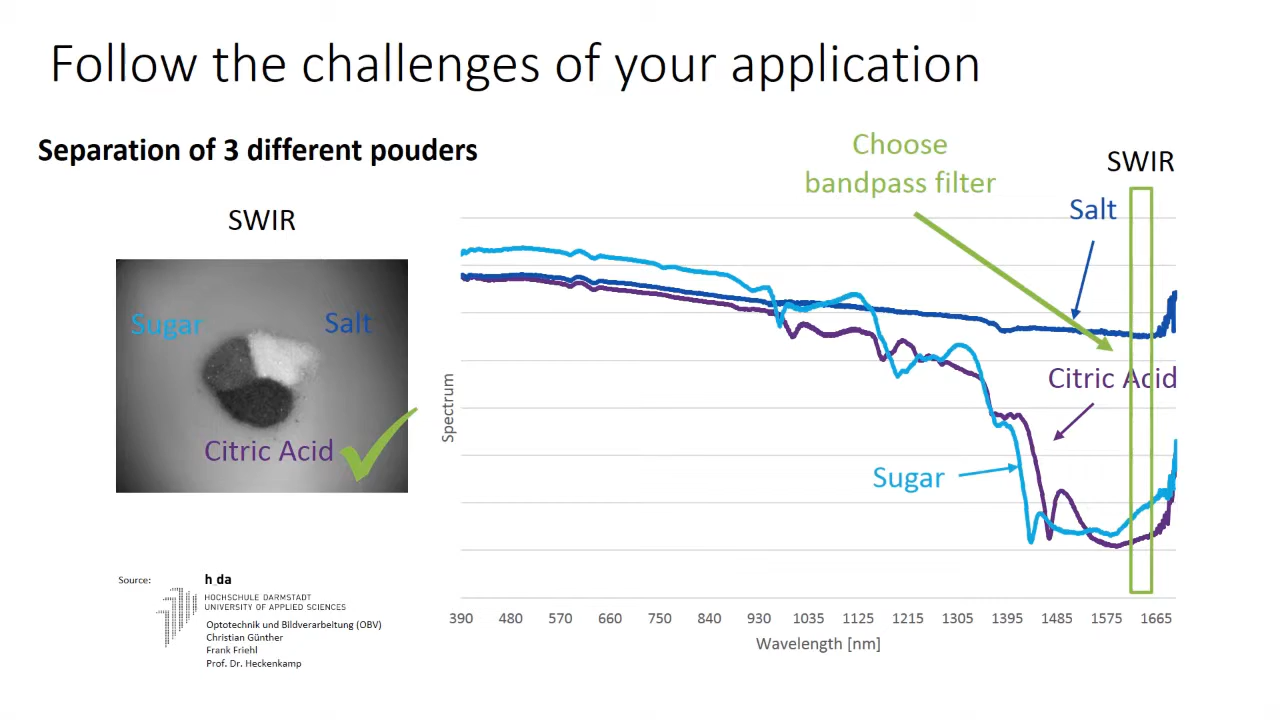 Follow the challenges of your application
Separation of 3 different pouders
SWIR
Sugar
Salt
Citric Acid
Source:
h da
HOCHSCHULE DARMSTADT
UNIVERSITY OF APPLIED SCIENCES
Optotechnik und Bildverarbeitung (OBV)
Christian Günther
Frank Friehl
Prof. Dr. Heckenkamp
Choose
bandpass filter
SWIR
Salt
Citric Acid
Sugar
Spectrum
390 480 570 660 750 840 930 1035 1125 1215 1305 1395 1485 1575 1665
Wavelength [nm]